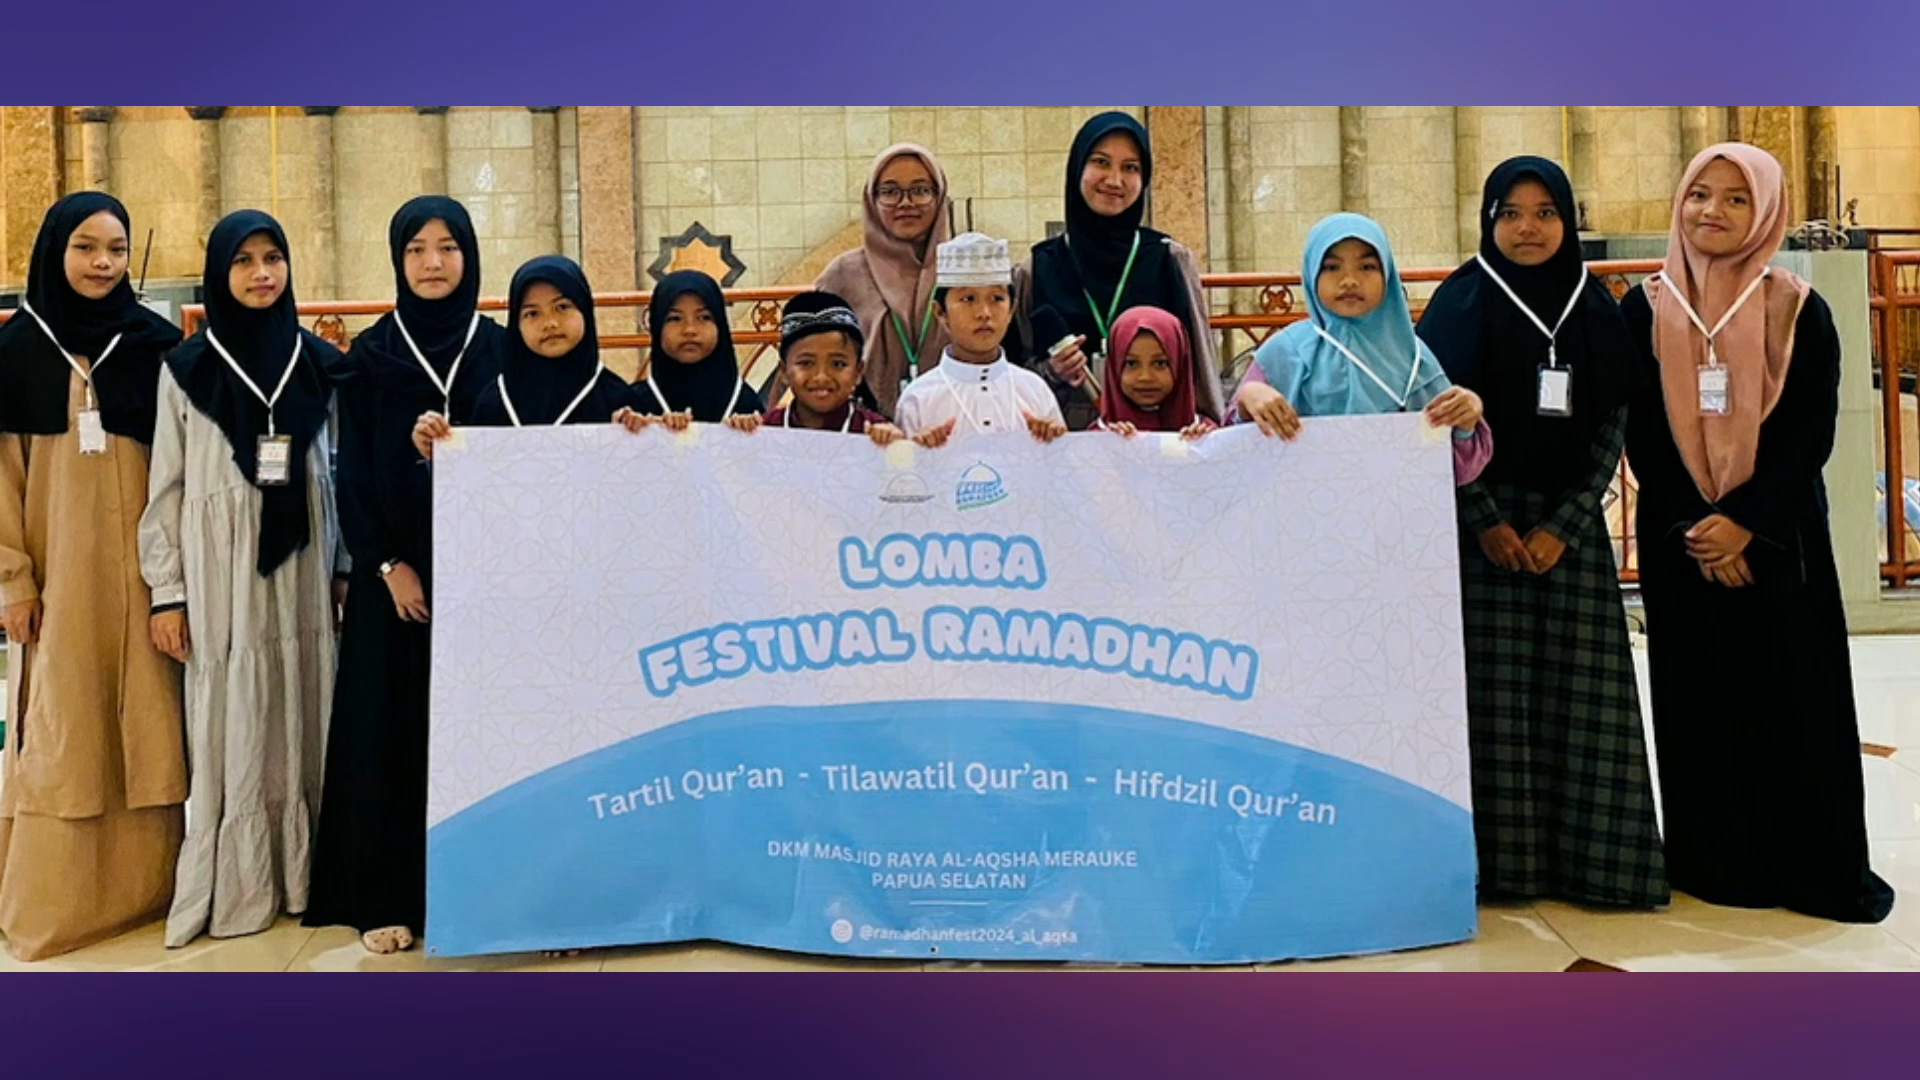 LOMBA
FESTIVAL RAMADHAN
Tartil Qur'an - Tilawatil Qur'an - Hifdzil Qur'an
DKM MASJID RAYA AL-AQSHA MERAUKE
PAPUA SELATAN
@ramadhanfest2024_al_aqsa